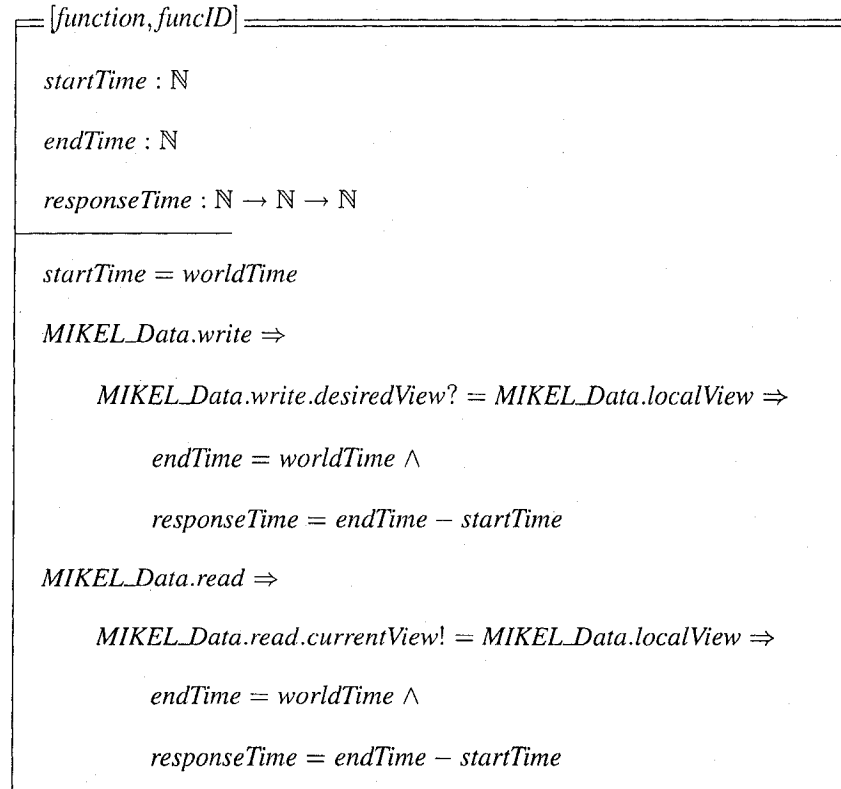 [function, funcID]
startTime : ℕ
endTime : ℕ
responseTime : ℕ → ℕ → ℕ
startTime = worldTime
MIKEL_Data.write ⇒
MIKEL_Data.write.desiredView? = MIKEL_Data.localView ⇒
endTime = worldTime ∧
responseTime = endTime − startTime
MIKEL_Data.read ⇒
MIKEL_Data.read.currentView! = MIKEL_Data.localView ⇒
endTime = worldTime ∧
responseTime = endTime − startTime